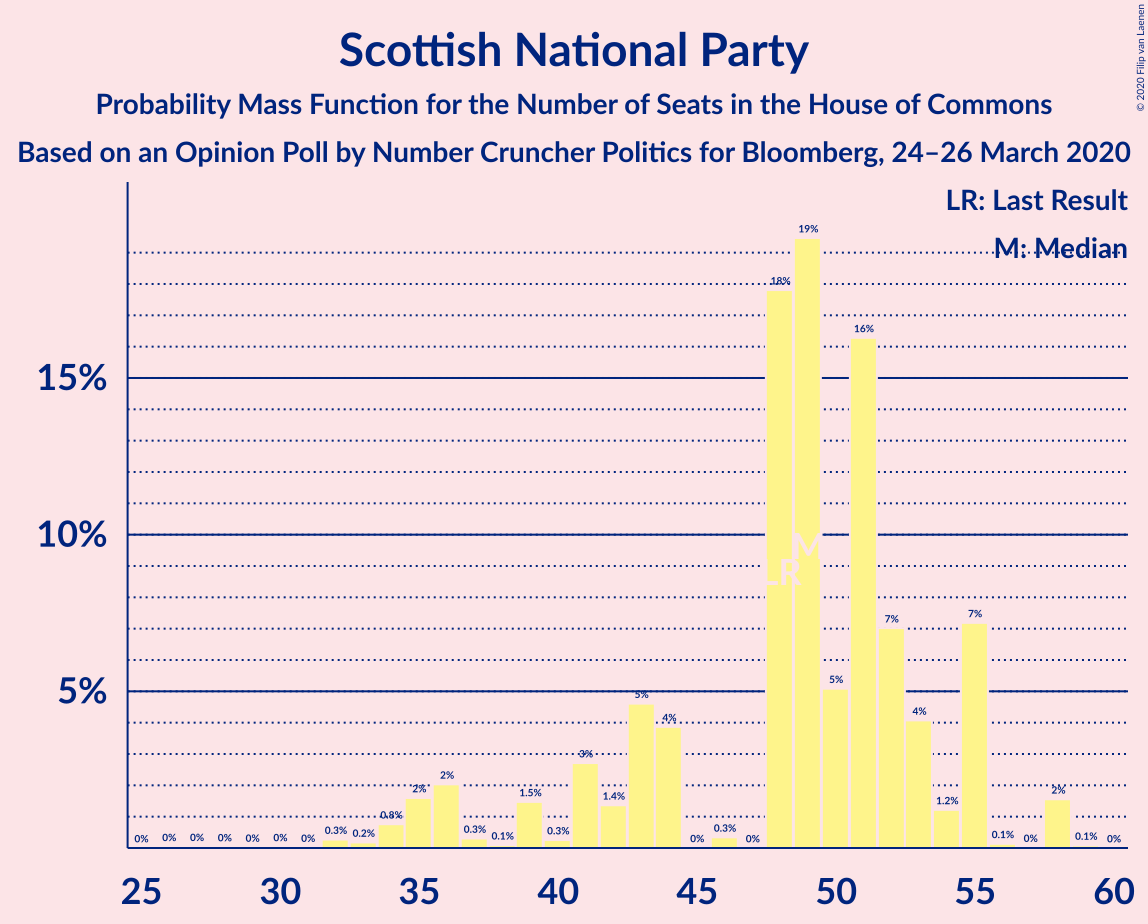 Scottish National Party
Probability Mass Function for the Number of Seats in the House of Commons
Based on an Opinion Poll by Number Cruncher Politics for Bloomberg, 24–26 March 2020
© 2020 Filip van Laenen
LR: Last Result
M: Median
15%
10%
5%
0% 0% 0% 0% 0% 0% 0% 0.3% 0.2% 0.8% 2% 2% 0.3% 0.1% 1.5% 0.3% 3% 1.4% 5% 4% 0% 0.3% 0% 18% 19% 5% 16% 7% 4% 1.2% 7% 0.1% 0% 2% 0.1% 0%
LR M
25 30 35 40 45 50 55 60